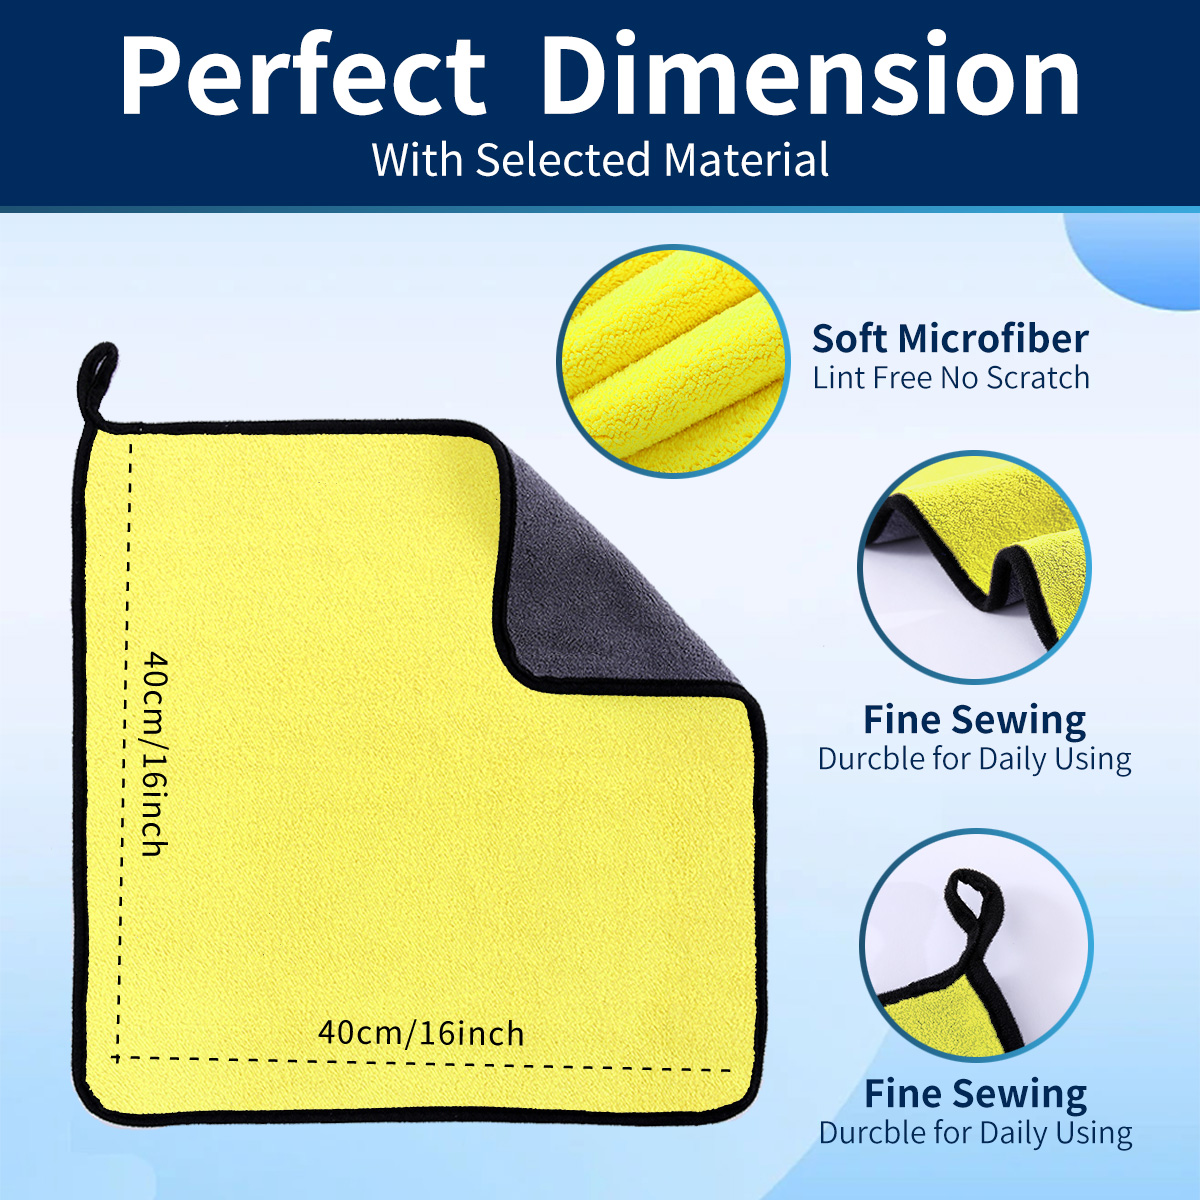 Perfect Dimension
With Selected Material
Soft Microfiber
Lint Free No Scratch
40cm/16inch
Fine Sewing
Durcble for Daily Using
40cm/16inch
Fine Sewing
Durcble for Daily Using